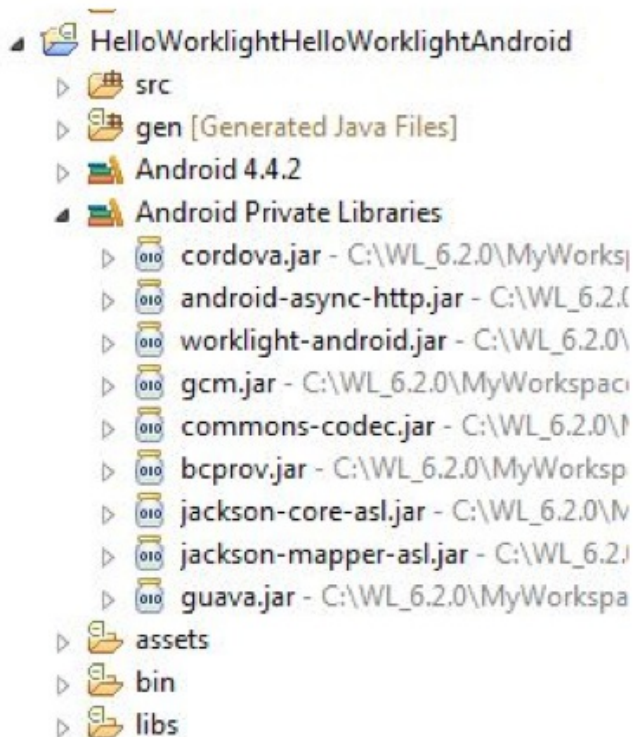 HelloWorklightHelloWorklightAndroid
src
gen [Generated Java Files]
Android 4.4.2
Android Private Libraries
cordova.jar - C:\WL_6.2.0\MyWorksp
android-async-http.jar - C:\WL_6.2.0
worklight-android.jar - C:\WL_6.2.0\
gcm.jar - C:\WL_6.2.0\MyWorkspac
commons-codec.jar - C:\WL_6.2.0\M
bcprov.jar - C:\WL_6.2.0\MyWorksp
jackson-core-asl.jar - C:\WL_6.2.0\M
jackson-mapper-asl.jar - C:\WL_6.2.
guava.jar - C:\WL_6.2.0\MyWorkspa
assets
bin
libs